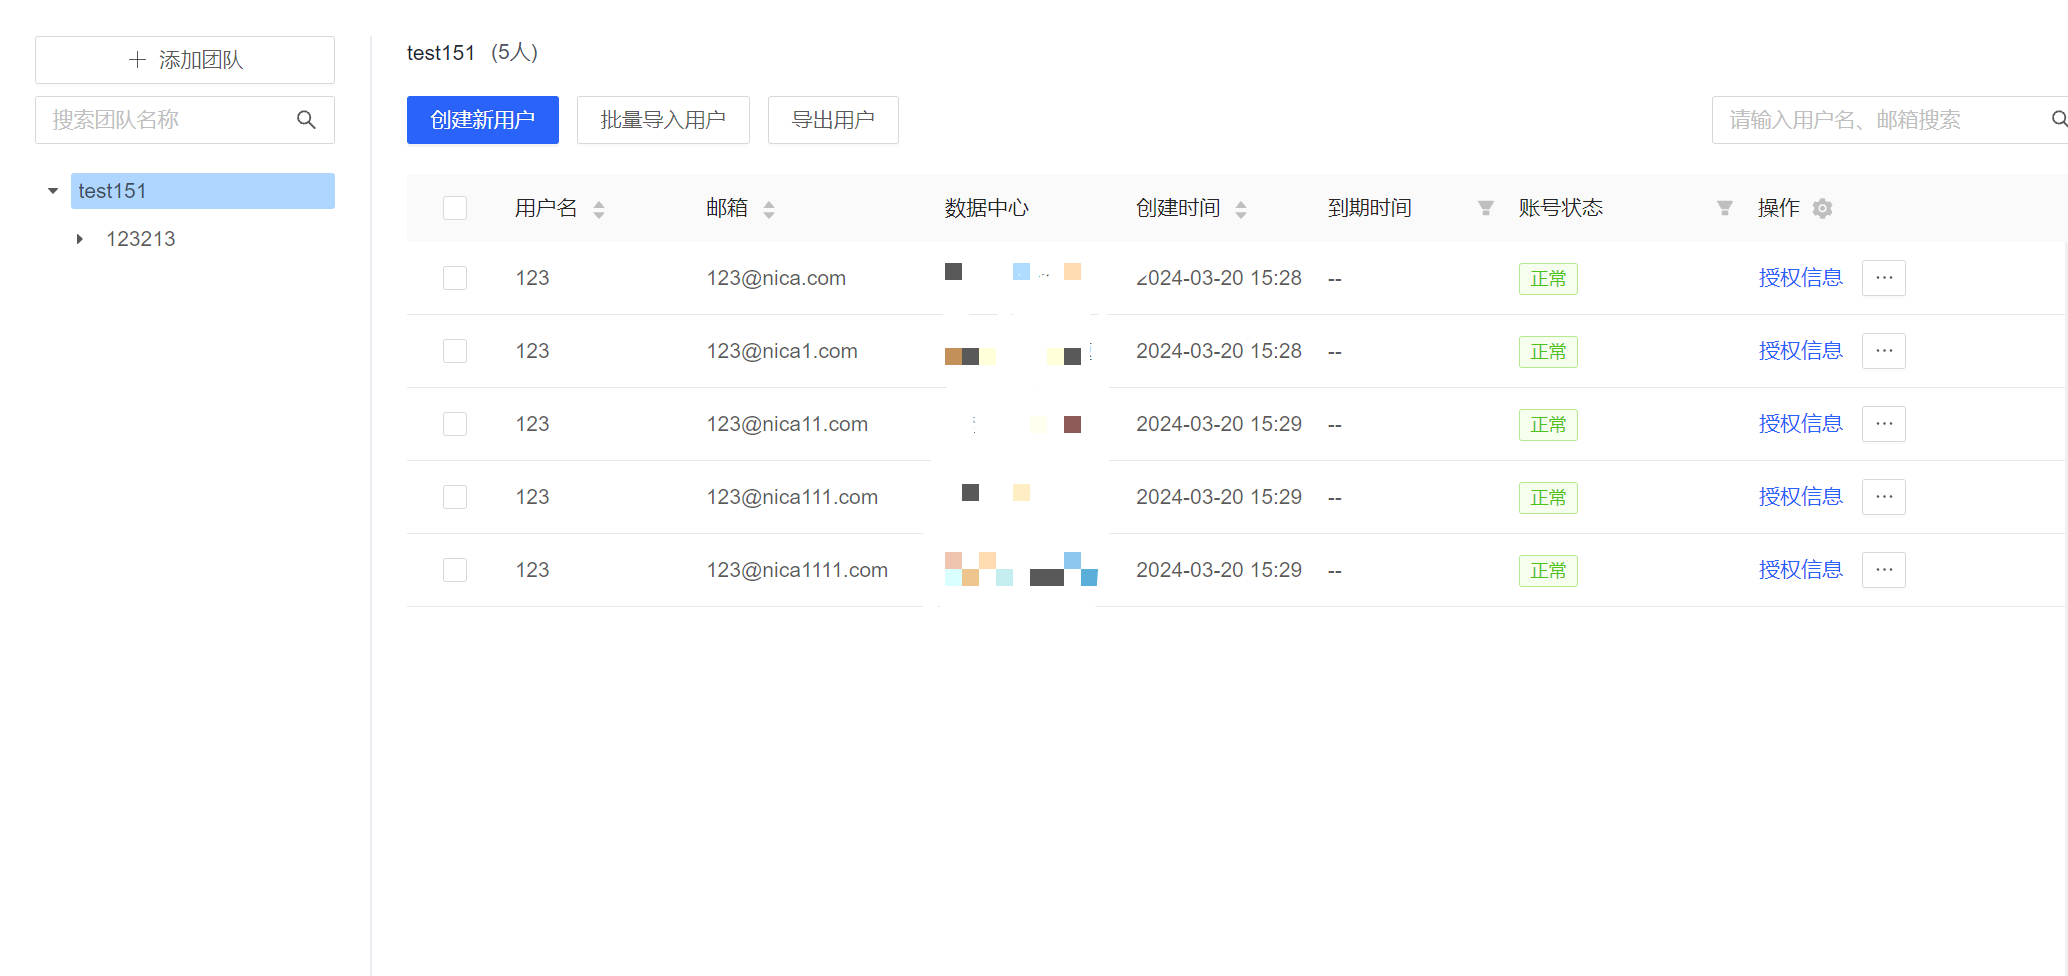 添加团队
搜索团队名称
test151
123213
test151 (5人)
创建新用户 批量导入用户 导出用户 请输入用户名、邮箱搜索
用户名 邮箱 数据中心 创建时间 到期时间 账号状态 操作
123 123@nica.com 2024-03-20 15:28 -- 正常 授权信息 ···
123 123@nica1.com 2024-03-20 15:28 -- 正常 授权信息 ···
123 123@nica11.com 2024-03-20 15:29 -- 正常 授权信息 ···
123 123@nica111.com 2024-03-20 15:29 -- 正常 授权信息 ···
123 123@nica1111.com 2024-03-20 15:29 -- 正常 授权信息 ···